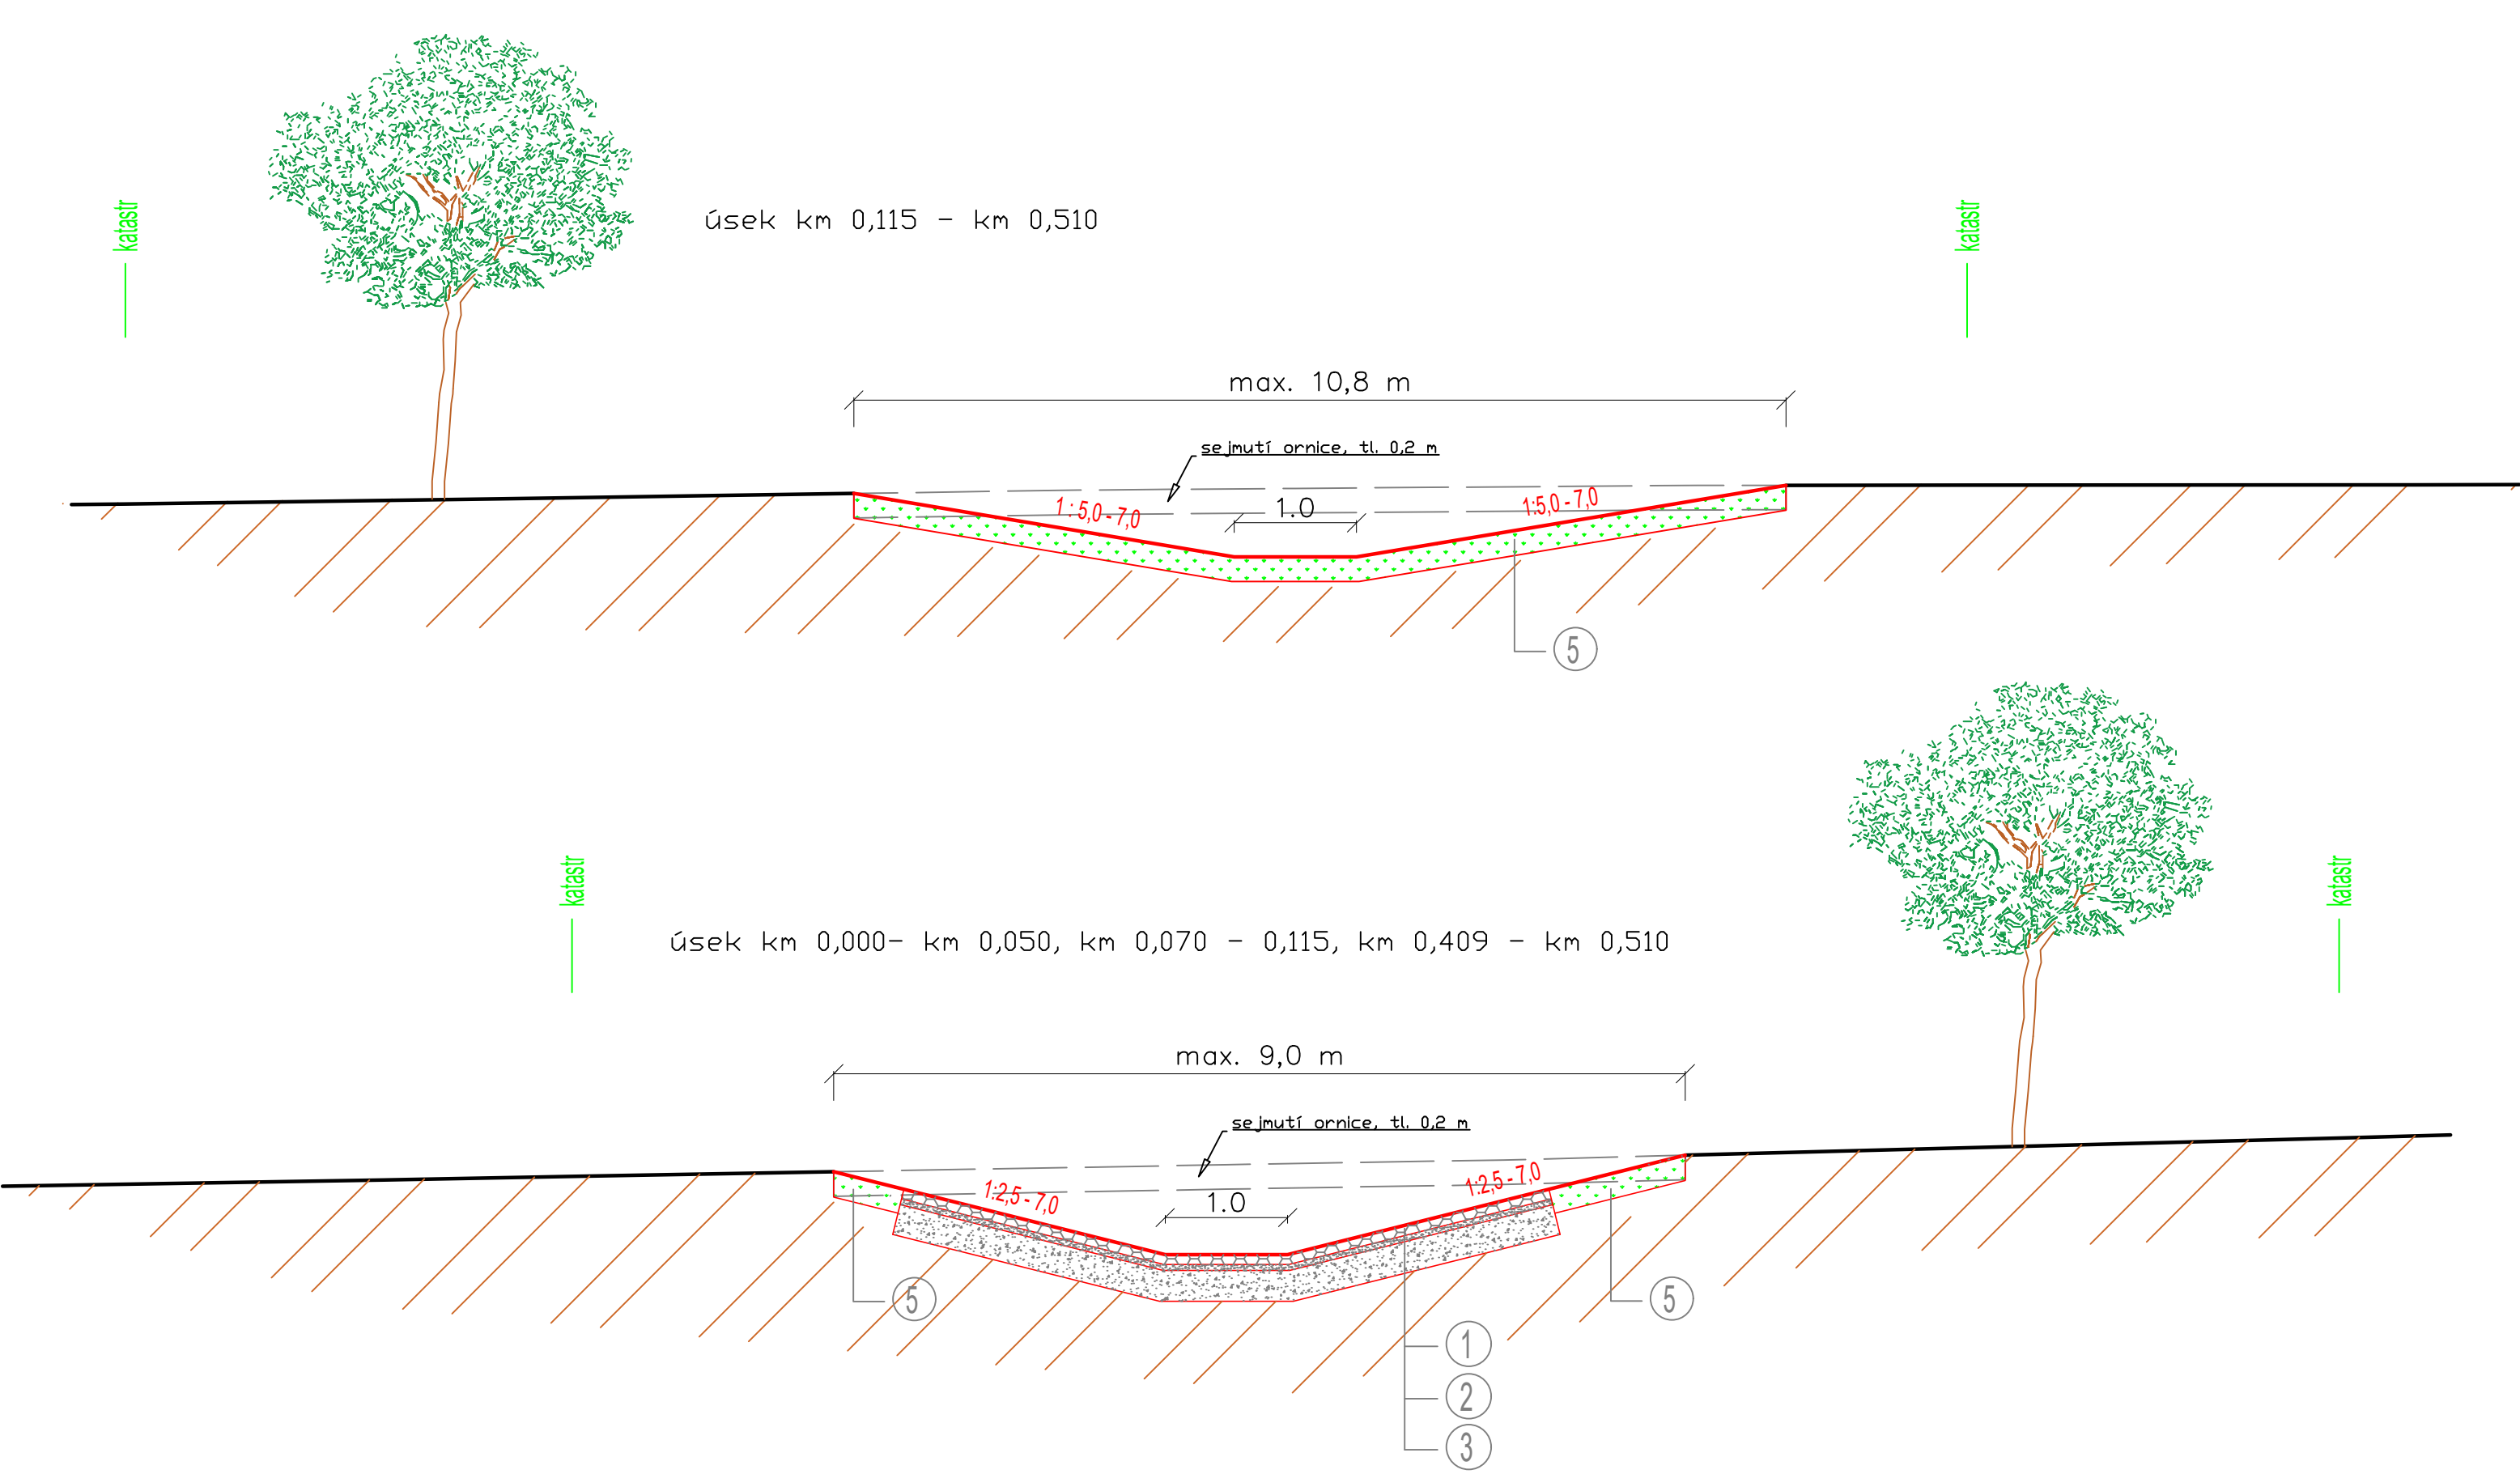 katastr
úsek km 0,115 - km 0,510
katastr
max. 10,8 m
sejmutí ornice, tl. 0,2 m
1 : 5,0 - 7,0
1.0
1:5,0 - 7,0
5
katastr
katastr
úsek km 0,000- km 0,050, km 0,070 - 0,115, km 0,409 - km 0,510
max. 9,0 m
sejmutí ornice, tl. 0,2 m
1:2,5 - 7,0
1.0
1:2,5 - 7,0
5
5
1
2
3